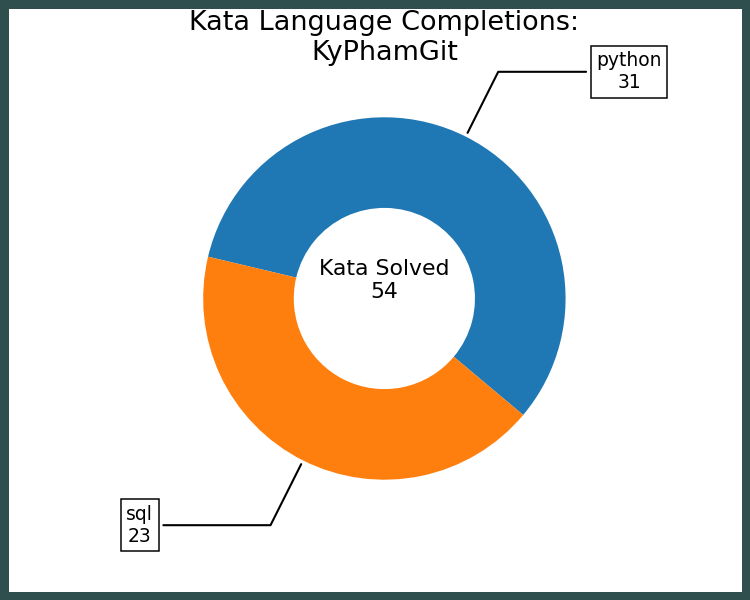 Kata Language Completions:
KyPhamGit
python
31
Kata Solved
54
sql
23